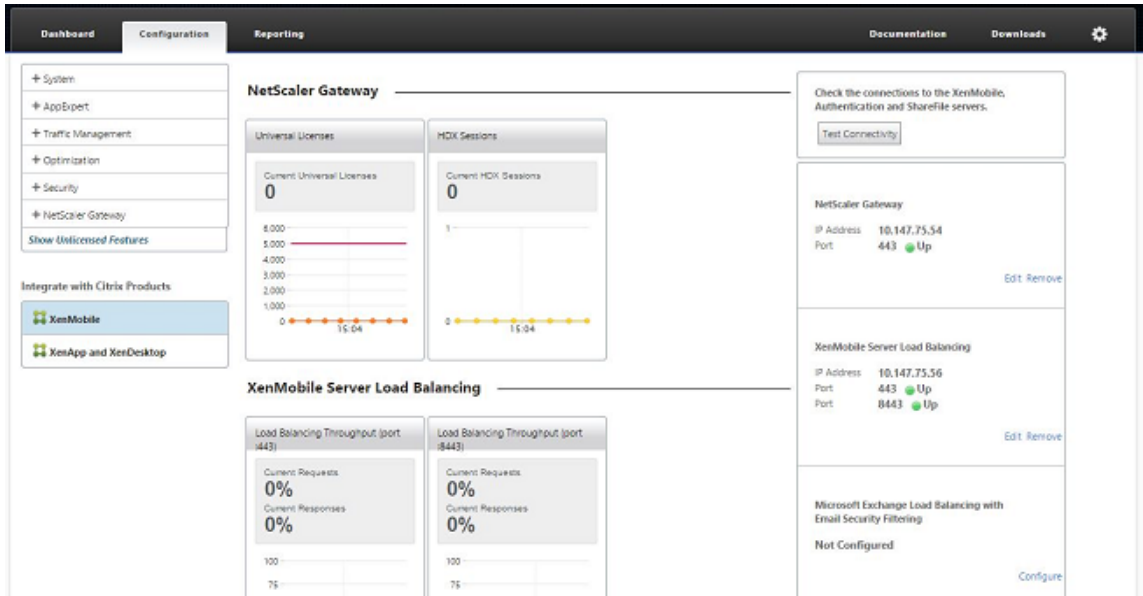 Dashboard
Configuration
Reporting
Documentation
Downloads
+ System
+ AppExpert
+ Traffic Management
+ Optimization
+ Security
+ NetScaler Gateway
Show Unlicensed Features
Integrate with Citrix Products
XenMobile
XenApp and XenDesktop
NetScaler Gateway
Universal Licenses
Current Universal Licenses
0
6,000
5,000
4,000
3,000
2,000
1,000
0
15:04
HDX Sessions
Current HDX Sessions
0
1
0
15:04
XenMobile Server Load Balancing
Load Balancing Throughput (port
:443)
Current Requests
0%
Current Responses
0%
100
75
Load Balancing Throughput (port
:8443)
Current Requests
0%
Current Responses
0%
100
75
Check the connections to the XenMobile,
Authentication and ShareFile servers.
Test Connectivity
NetScaler Gateway
IP Address 10.147.75.54
Port 443 Up
Edit Remove
XenMobile Server Load Balancing
IP Address 10.147.75.56
Port 443 Up
Port 8443 Up
Edit Remove
Microsoft Exchange Load Balancing with
Email Security Filtering
Not Configured
Configure